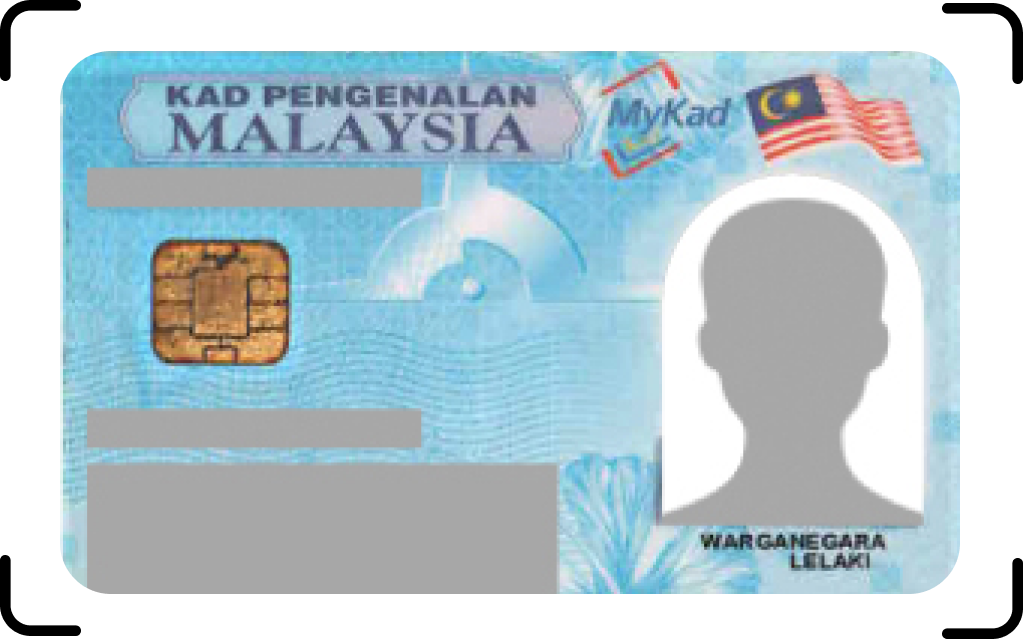 KAD PENGENALAN
MALAYSIA
MyKad
WARGANEGARA
LELAKI